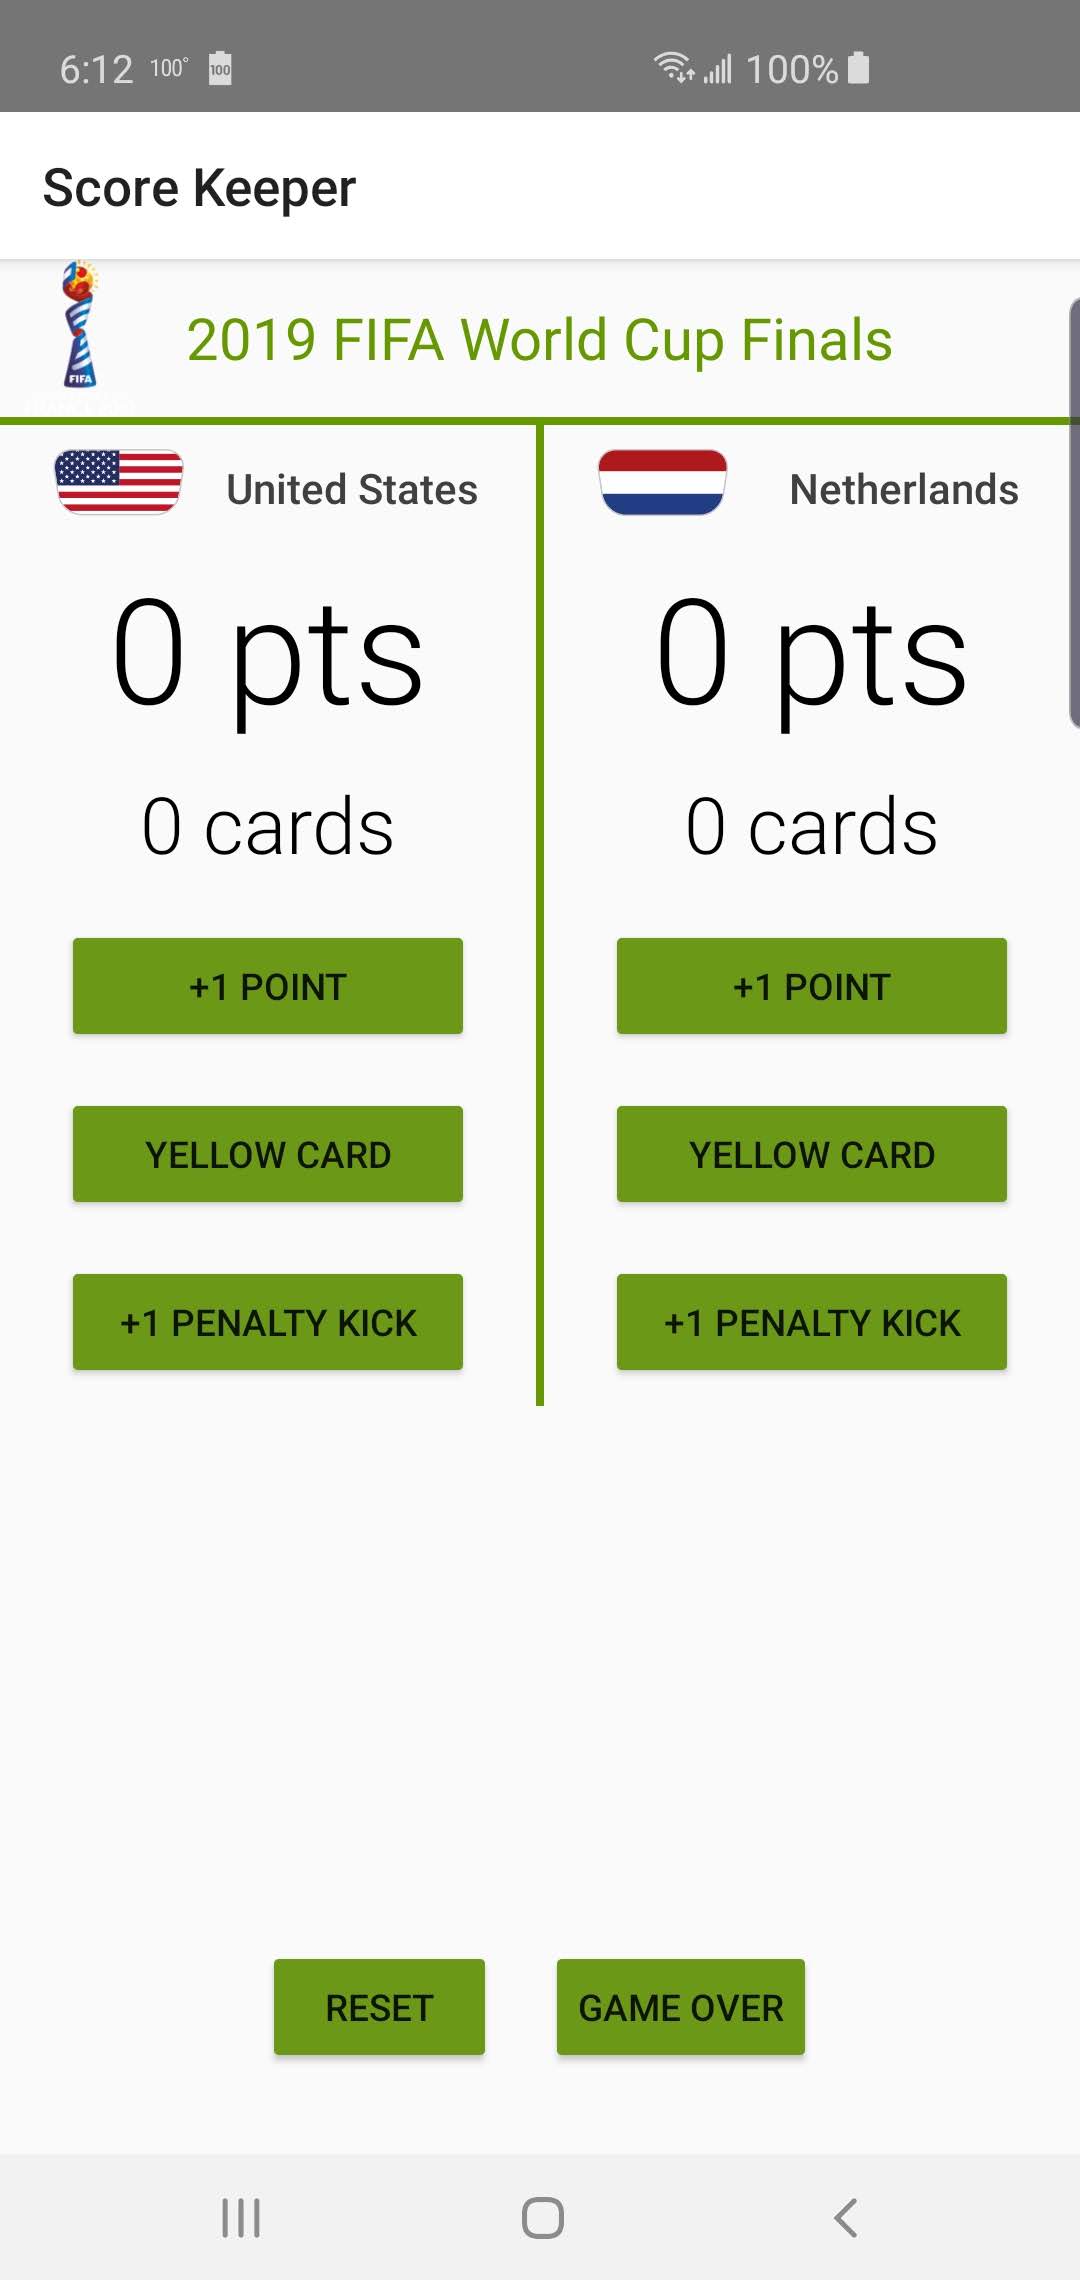 6:12 100° 100 100%
Score Keeper
FIFA
2019 FIFA World Cup Finals
United States Netherlands
0 pts 0 pts
0 cards 0 cards
+1 POINT +1 POINT
YELLOW CARD YELLOW CARD
+1 PENALTY KICK +1 PENALTY KICK
RESET GAME OVER